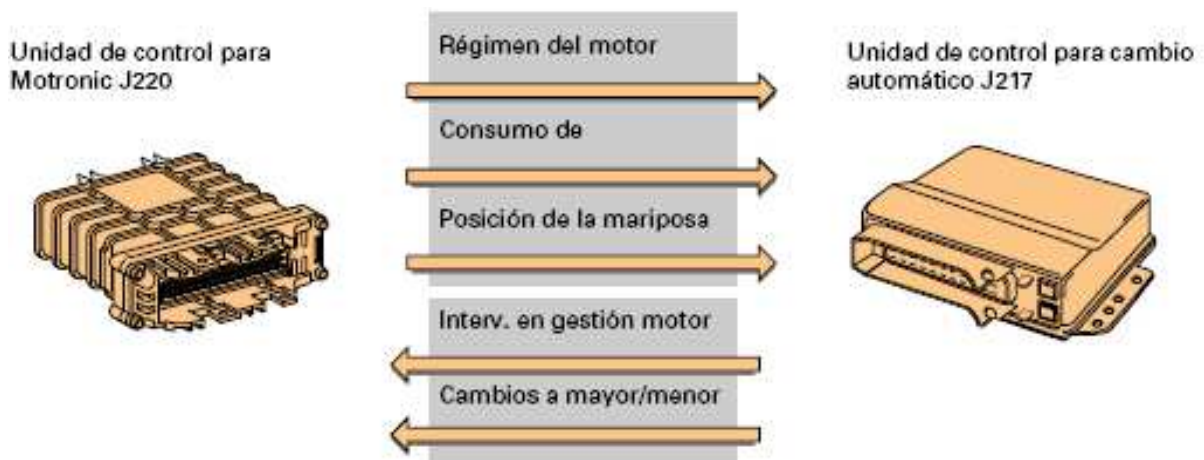 Unidad de control para
Motronic J220
Régimen del motor
Consumo de
Posición de la mariposa
Interv. en gestión motor
Cambios a mayor/menor
Unidad de control para cambio
automático J217